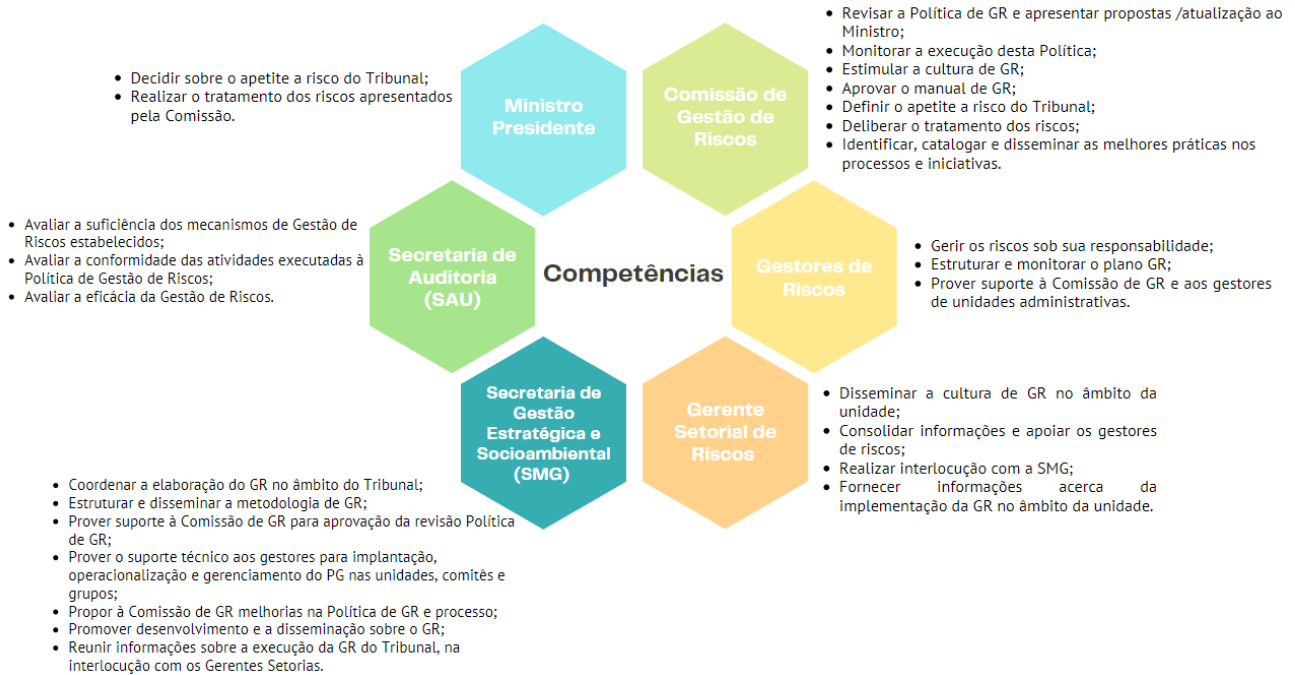 • Decidir sobre o apetite a risco do Tribunal;
• Realizar o tratamento dos riscos apresentados
pela Comissão.
Ministro
Presidente
Comissão de
Gestão de
Riscos
• Revisar a Política de GR e apresentar propostas /atualização ao
Ministro;
• Monitorar a execução desta Política;
• Estimular a cultura de GR;
• Aprovar o manual de GR;
• Definir o apetite a risco do Tribunal;
• Deliberar o tratamento dos riscos;
• Identificar, catalogar e disseminar as melhores práticas nos
processos e iniciativas.
• Avaliar a suficiência dos mecanismos de Gestão de
Riscos estabelecidos;
• Avaliar a conformidade das atividades executadas à
Política de Gestão de Riscos;
• Avaliar a eficácia da Gestão de Riscos.
Secretaria de
Auditoria
(SAU)
Competências
Gestores de
Riscos
• Gerir os riscos sob sua responsabilidade;
• Estruturar e monitorar o plano GR;
• Prover suporte à Comissão de GR e aos gestores
de unidades administrativas.
Secretaria de
Gestão
Estratégica e
Socioambiental
(SMG)
Gerente
Setorial de
Riscos
• Disseminar a cultura de GR no âmbito da
unidade;
• Consolidar informações e apoiar os gestores
de riscos;
• Realizar interlocução com a SMG;
• Fornecer informações acerca da
implementação da GR no âmbito da unidade.
• Coordenar a elaboração do GR no âmbito do Tribunal;
• Estruturar e disseminar a metodologia de GR;
• Prover suporte à Comissão de GR para aprovação da revisão Política
de GR;
• Prover o suporte técnico aos gestores para implantação,
operacionalização e gerenciamento do PG nas unidades, comitês e
grupos;
• Propor à Comissão de GR melhorias na Política de GR e processo;
• Promover desenvolvimento e a disseminação sobre o GR;
• Reunir informações sobre a execução da GR do Tribunal, na
interlocução com os Gerentes Setorias.